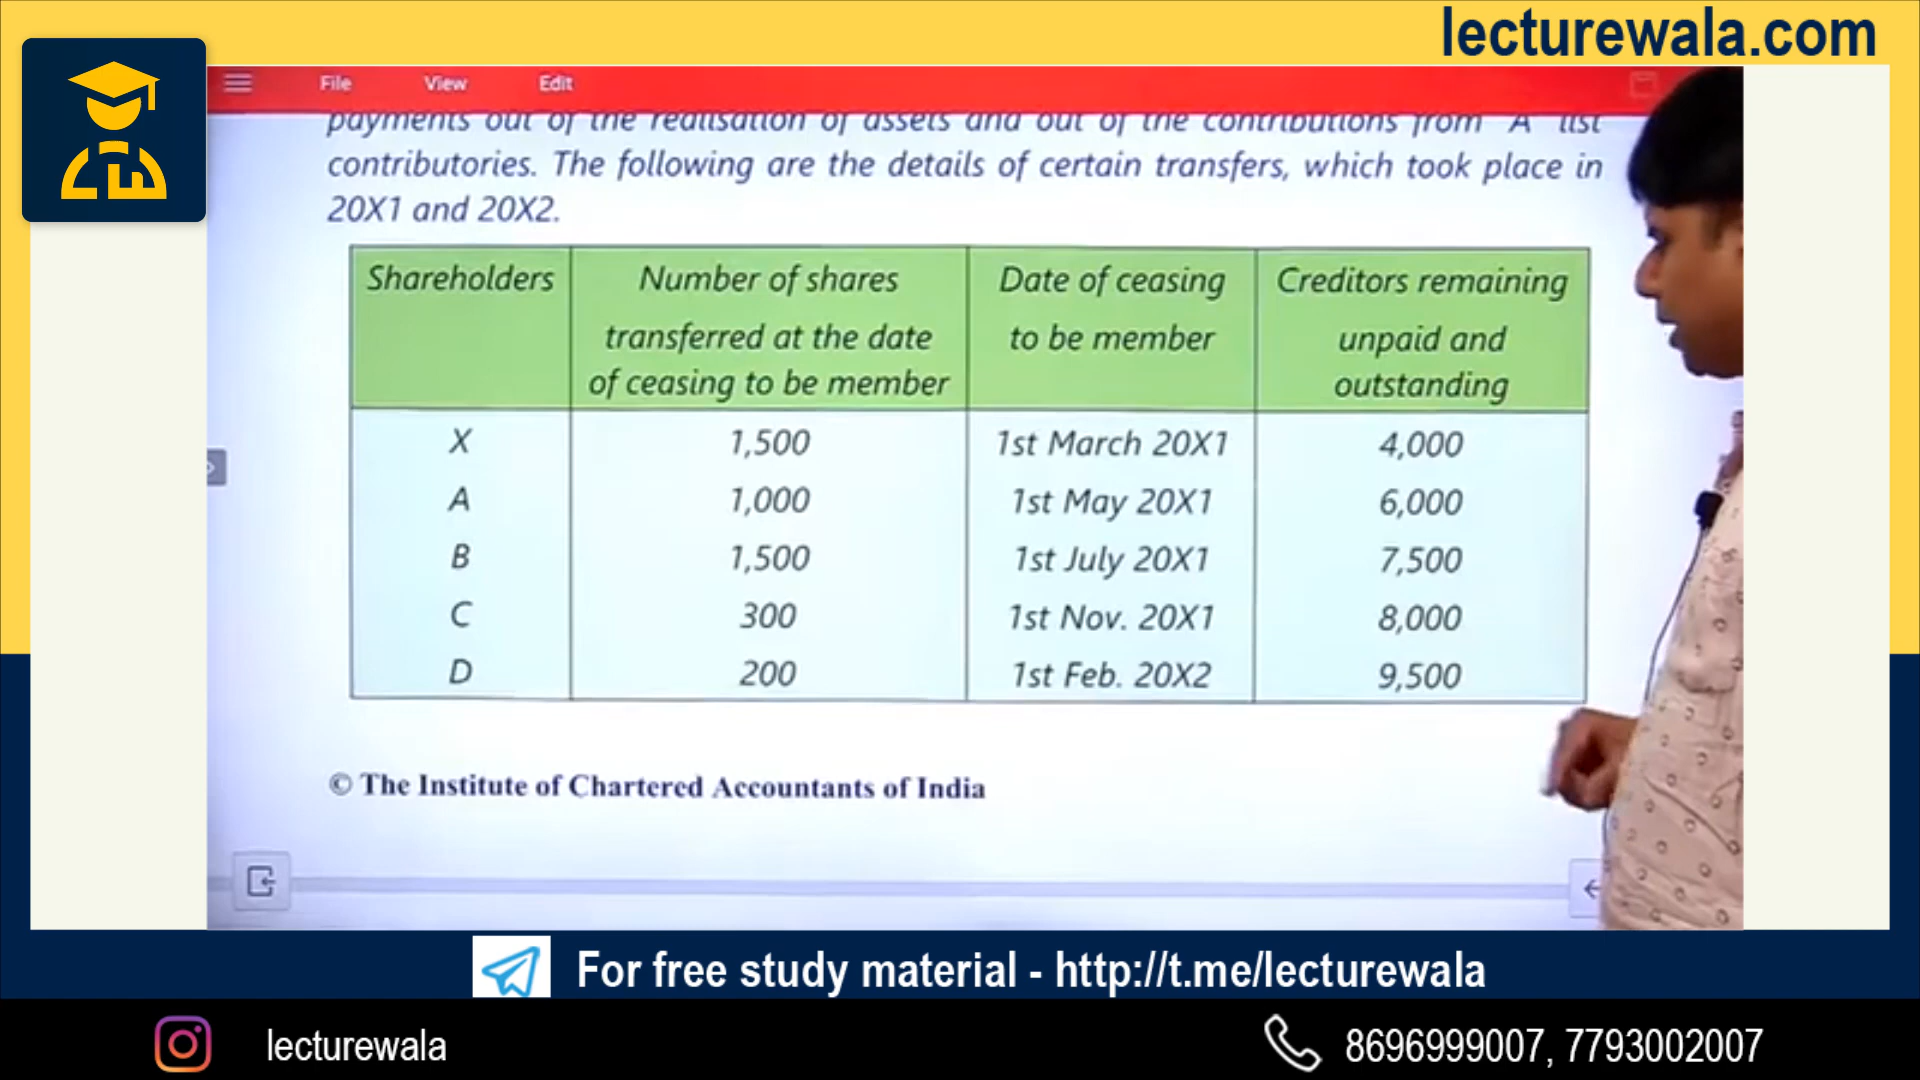 lecturewala.com
File View Edit
payments out of the realisation of assets and out of the contributions from 'A' list
contributories. The following are the details of certain transfers, which took place in
20X1 and 20X2.
Shareholders Number of shares transferred at the date of ceasing to be member Date of ceasing to be member Creditors remaining unpaid and outstanding
X 1,500 1st March 20X1 4,000
A 1,000 1st May 20X1 6,000
B 1,500 1st July 20X1 7,500
C 300 1st Nov. 20X1 8,000
D 200 1st Feb. 20X2 9,500
© The Institute of Chartered Accountants of India
For free study material - http://t.me/lecturewala
lecturewala
8696999007, 7793002007